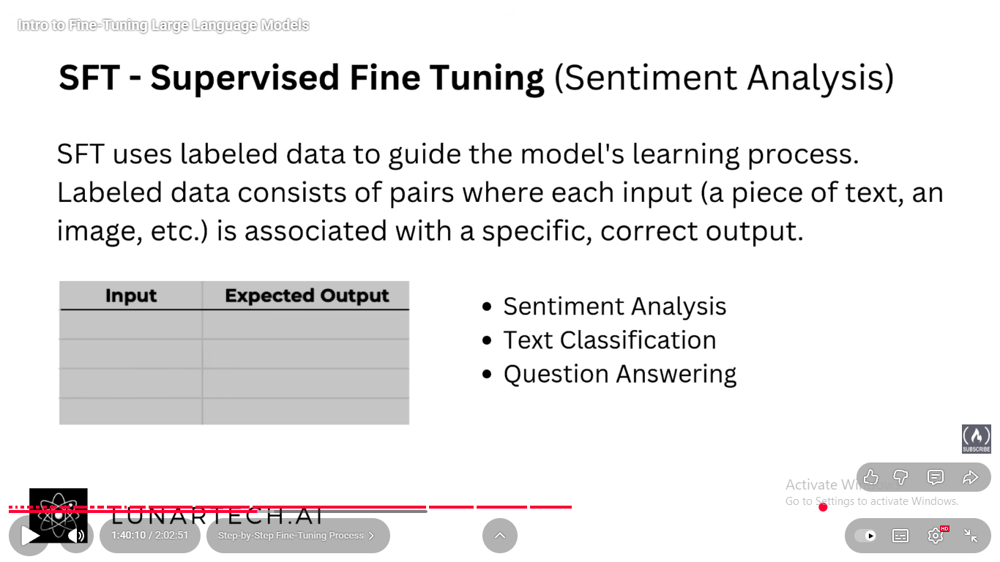 Intro to Fine-Tuning Large Language Models
SFT - Supervised Fine Tuning (Sentiment Analysis)
SFT uses labeled data to guide the model's learning process.
Labeled data consists of pairs where each input (a piece of text, an
image, etc.) is associated with a specific, correct output.
Input Expected Output
• Sentiment Analysis
• Text Classification
• Question Answering
SUBSCRIBE
Activate Windows
Go to Settings to activate Windows.
LUNARTECH.AI
1:40:10 / 2:02:51
Step-by-Step Fine-Tuning Process
HD